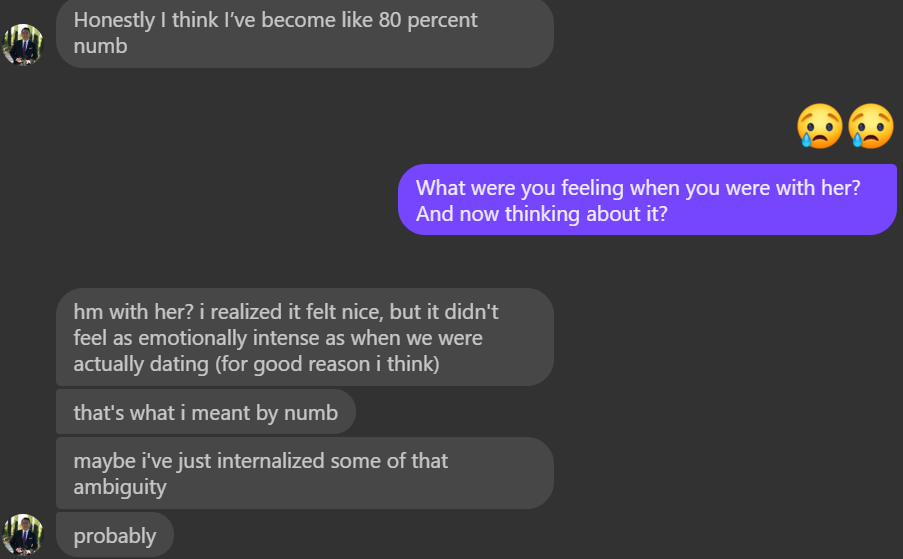 Honestly I think I’ve become like 80 percent
numb
😢😢
What were you feeling when you were with her?
And now thinking about it?
hm with her? i realized it felt nice, but it didn't
feel as emotionally intense as when we were
actually dating (for good reason i think)
that's what i meant by numb
maybe i've just internalized some of that
ambiguity
probably